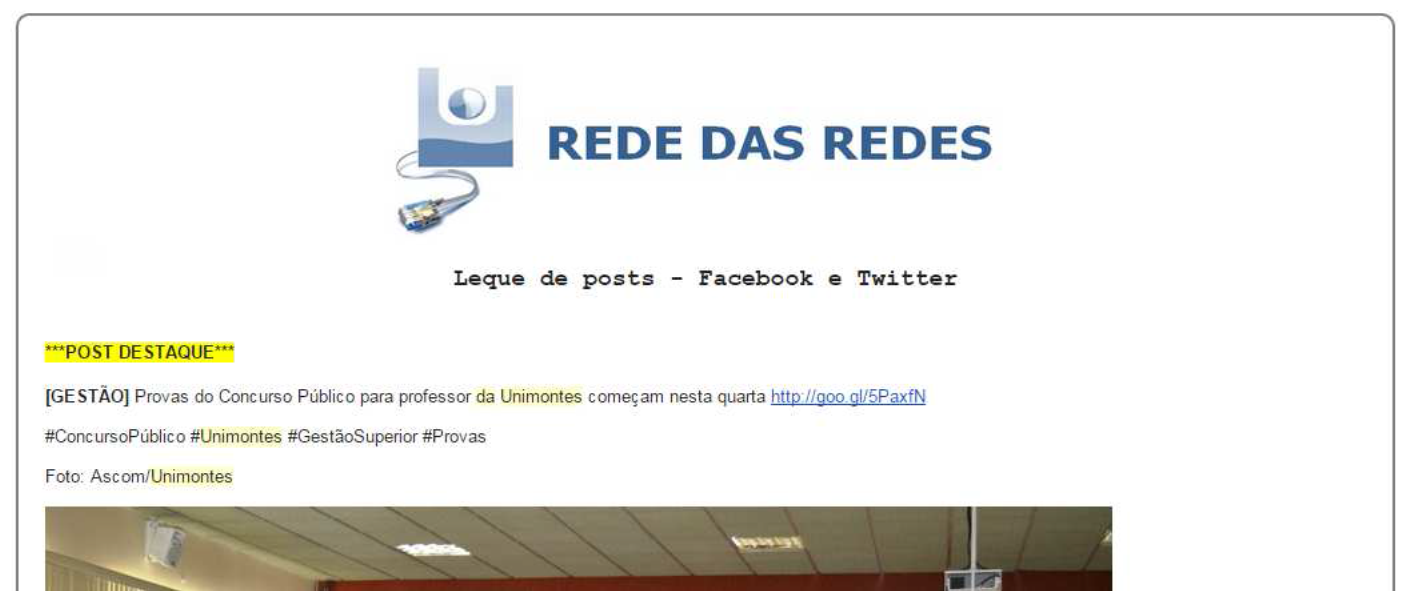 REDE DAS REDES
Leque de posts - Facebook e Twitter
***POST DESTAQUE***
[GESTÃO] Provas do Concurso Público para professor da Unimontes começam nesta quarta http://goo.gl/5PaxfN
#ConcursoPúblico #Unimontes #GestãoSuperior #Provas
Foto: Ascom/Unimontes